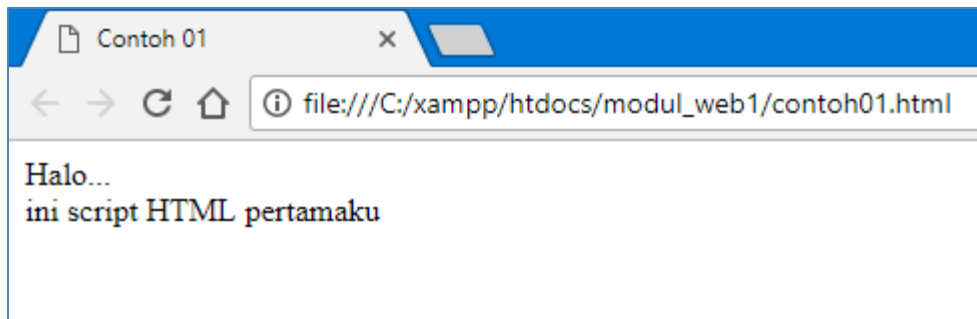 Contoh 01
file:///C:/xampp/htdocs/modul_web1/contoh01.html
Halo...
ini script HTML pertamaku